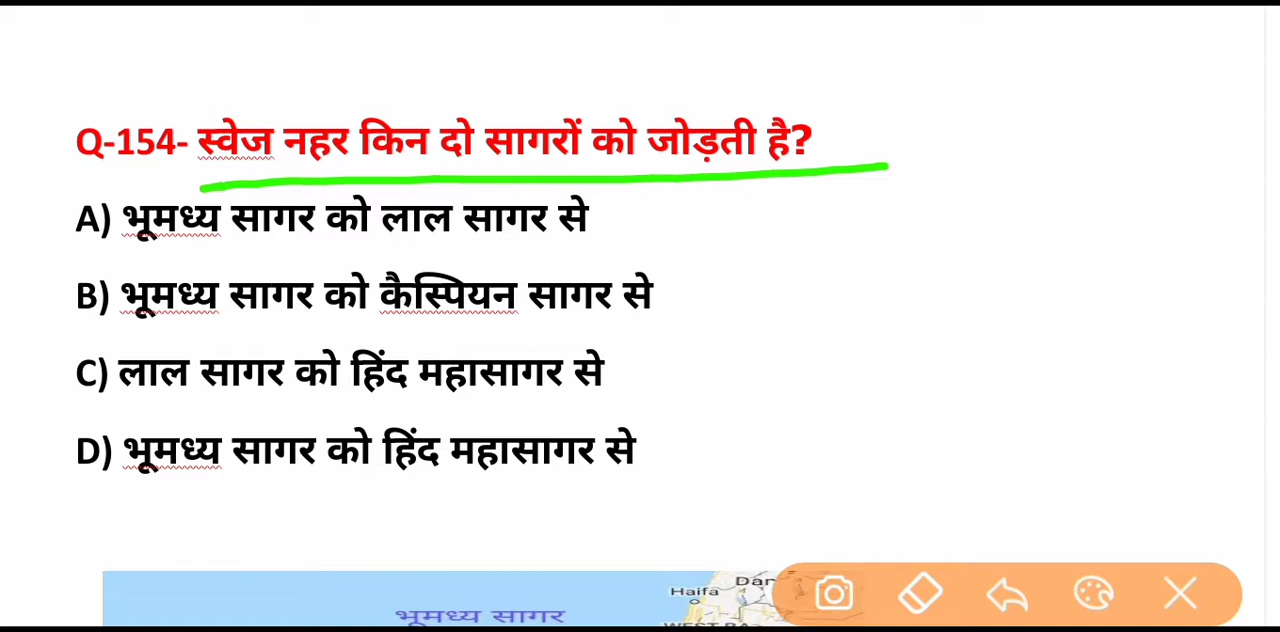 Q-154- स्वेज नहर किन दो सागरों को जोड़ती है?
A) भूमध्य सागर को लाल सागर से
B) भूमध्य सागर को कैस्पियन सागर से
C) लाल सागर को हिंद महासागर से
D) भूमध्य सागर को हिंद महासागर से
Haifa
भूमध्य सागर